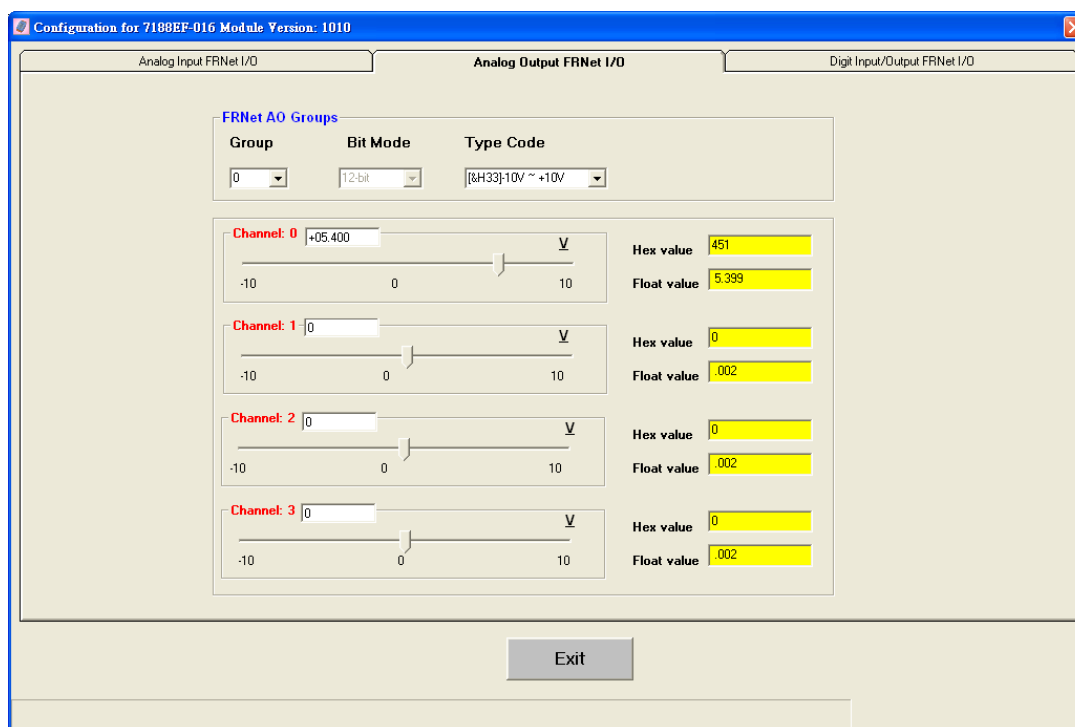 Configuration for 7188EF-016 Module Version: 1010
Analog Input FRNet I/O
Analog Output FRNet I/O
Digit Input/Output FRNet I/O
FRNet AO Groups
Group Bit Mode Type Code
0 12-bit [&H33]-10V ~ +10V
Channel: 0 +05.400
V
-10 0 10
Hex value 451
Float value 5.399
Channel: 1 0
V
-10 0 10
Hex value 0
Float value .002
Channel: 2 0
V
-10 0 10
Hex value 0
Float value .002
Channel: 3 0
V
-10 0 10
Hex value 0
Float value .002
Exit